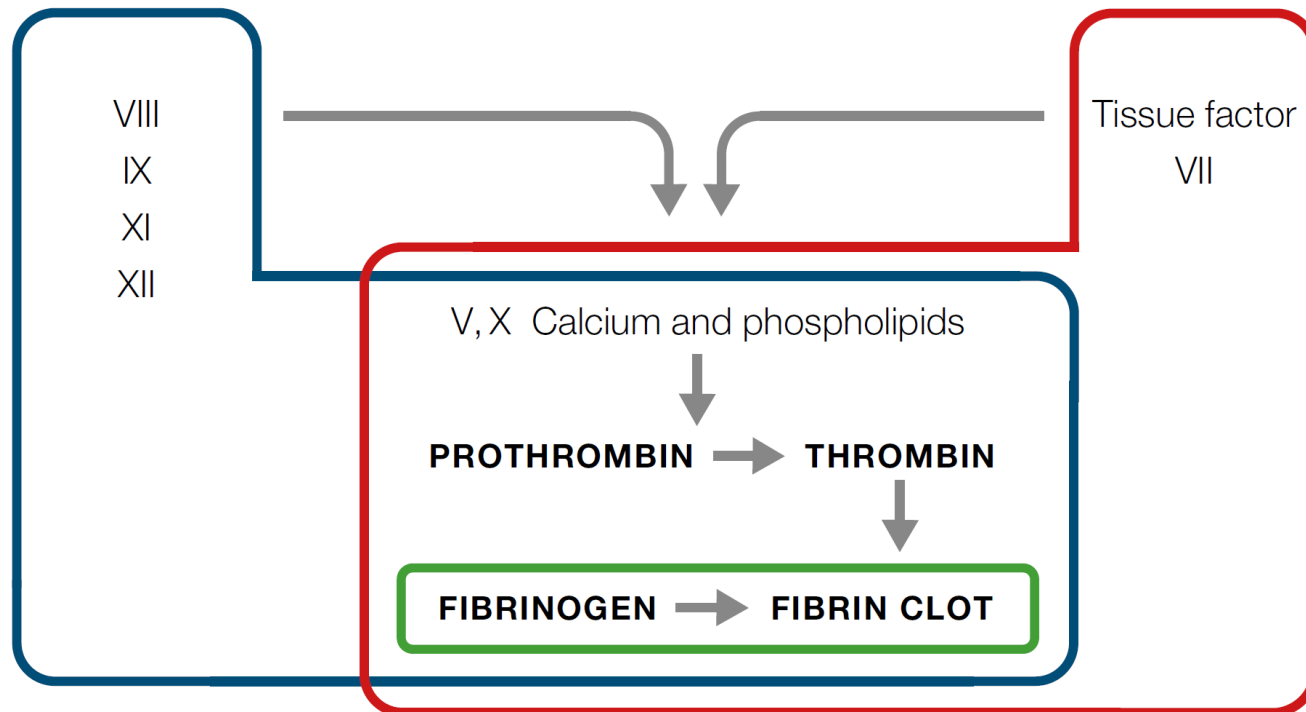 VIII
IX
XI
XII
Tissue factor
VII
V, X Calcium and phospholipids
PROTHROMBIN
THROMBIN
FIBRINOGEN
FIBRIN CLOT